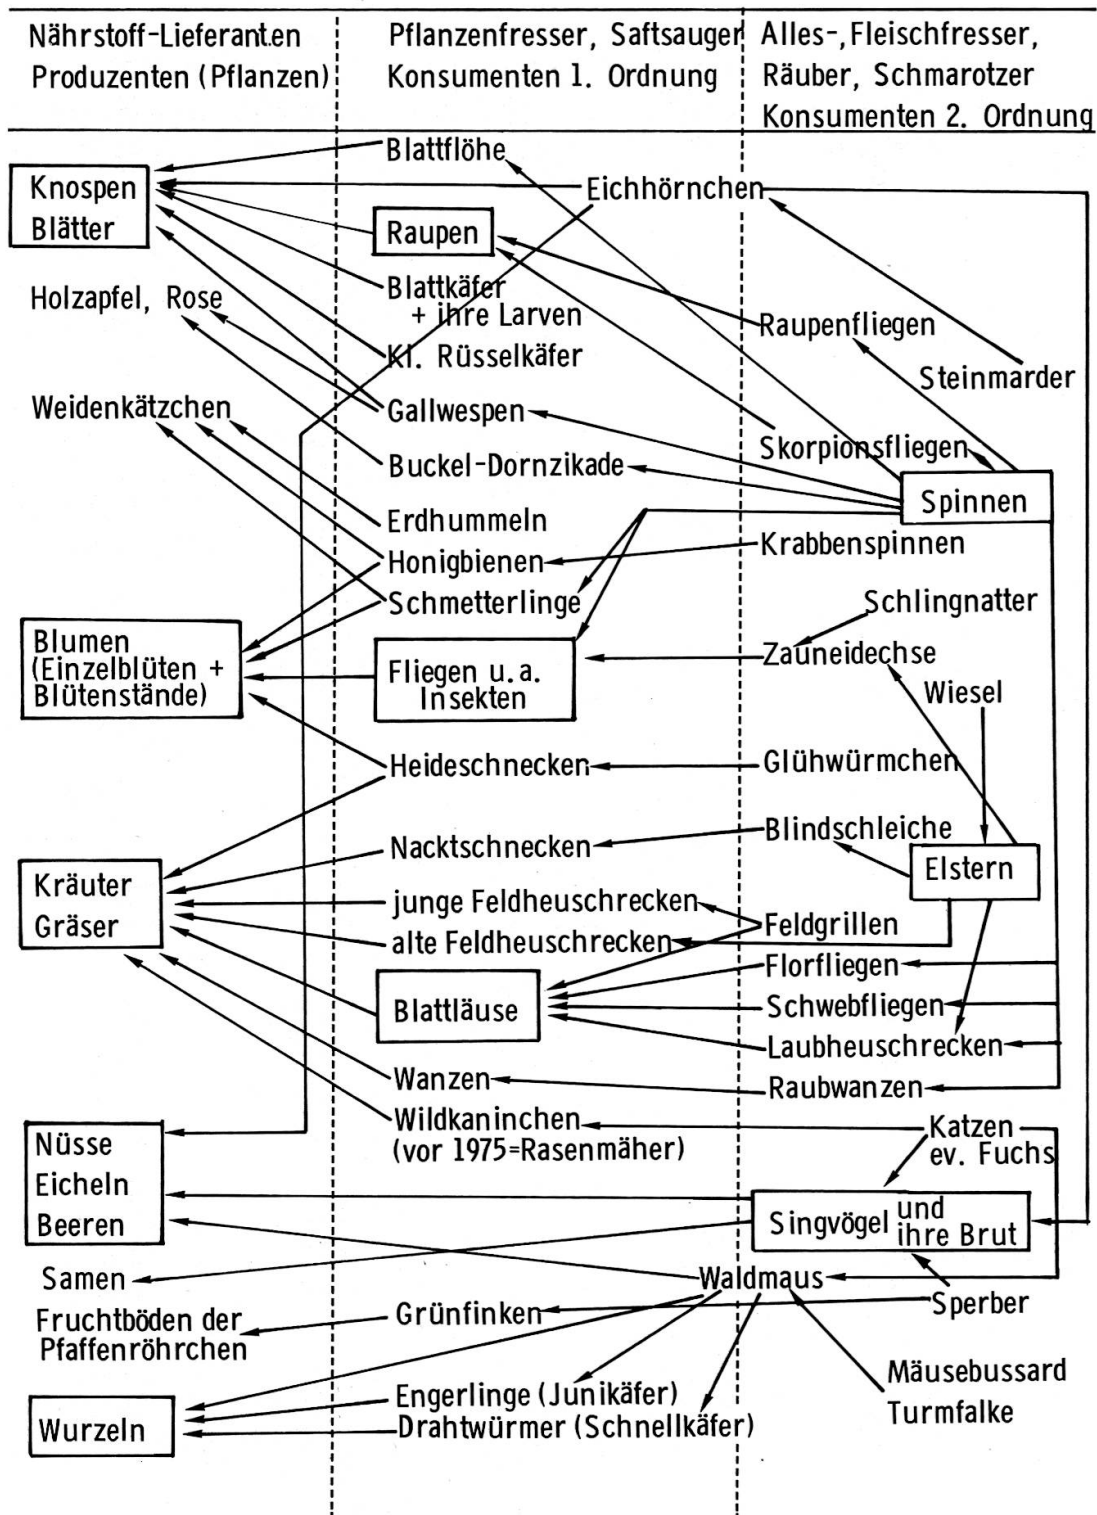 Nährstoff-Lieferanten
Produzenten (Pflanzen)
Pflanzenfresser, Saftsauger
Konsumenten 1. Ordnung
Alles-, Fleischfresser,
Räuber, Schmarotzer
Konsumenten 2. Ordnung
Blattflöhe
Knospen
Blätter
Eichhörnchen
Raupen
Holzapfel, Rose
Blattkäfer
+ ihre Larven
Raupenfliegen
Kl. Rüsselkäfer
Steinmarder
Weidenkätzchen
Gallwespen
Skorpionsfliegen
Buckel-Dornzikade
Spinnen
Erdhummeln
Krabbenspinnen
Honigbienen
Schmetterlinge
Schlingnatter
Blumen
(Einzelblüten +
Blütenstände)
Fliegen u. a.
Insekten
Zauneidechse
Wiesel
Heideschnecken
Glühwürmchen
Nacktschnecken
Blindschleiche
Elstern
Kräuter
Gräser
junge Feldheuschrecken
Feldgrillen
alte Feldheuschrecken
Florfliegen
Blattläuse
Schwebfliegen
Laubheuschrecken
Wanzen
Raubwanzen
Wildkaninchen
(vor 1975=Rasenmäher)
Katzen
ev. Fuchs
Nüsse
Eicheln
Beeren
Singvögel und
ihre Brut
Samen
Waldmaus
Fruchtböden der
Pfaffenröhrchen
Grünfinken
Sperber
Mäusebussard
Turmfalke
Engerlinge (Junikäfer)
Drahtwürmer (Schnellkäfer)
Wurzeln